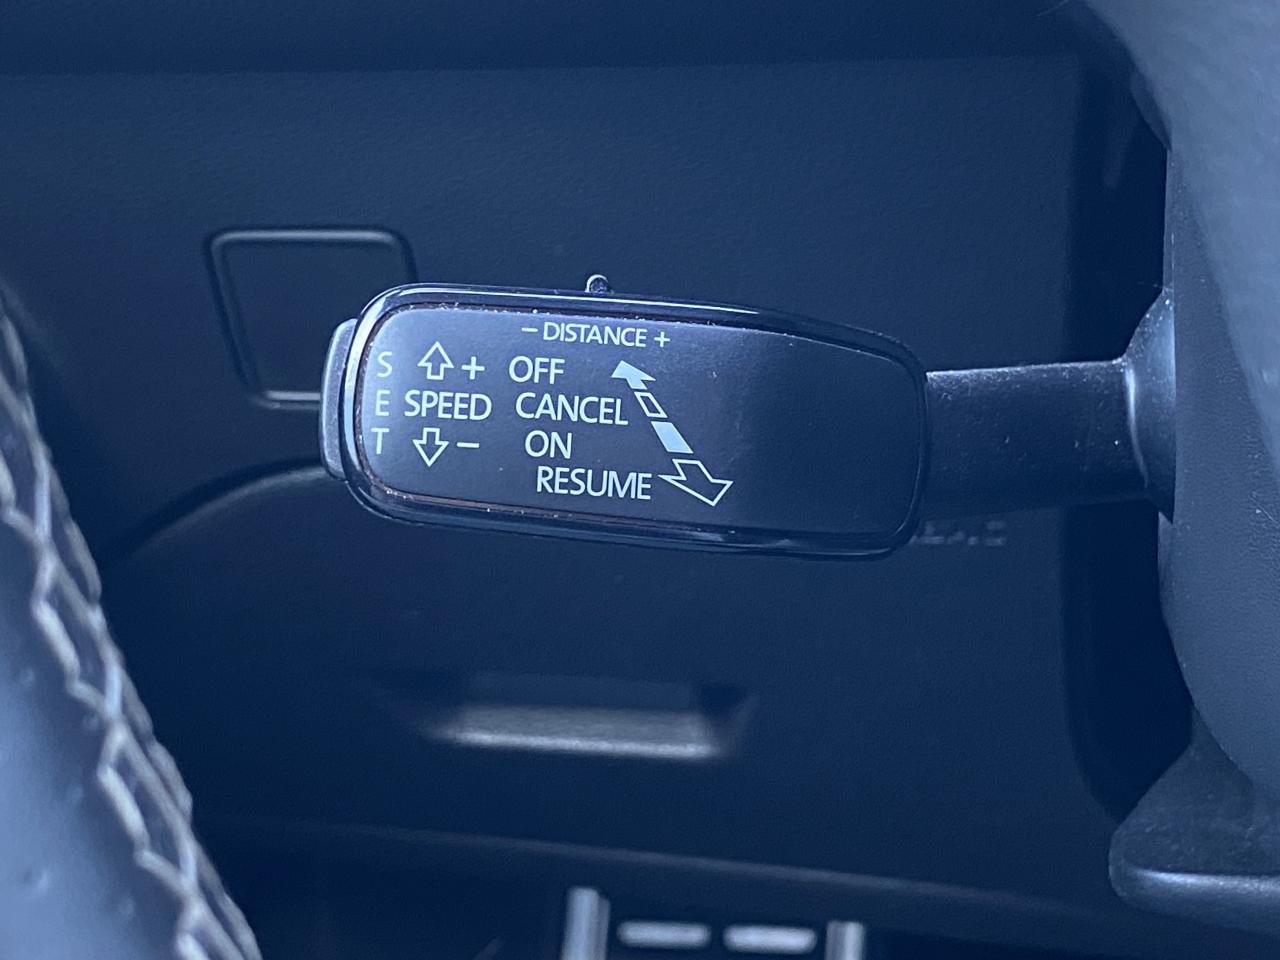 – DISTANCE +
S + OFF
E SPEED CANCEL
T – ON
RESUME